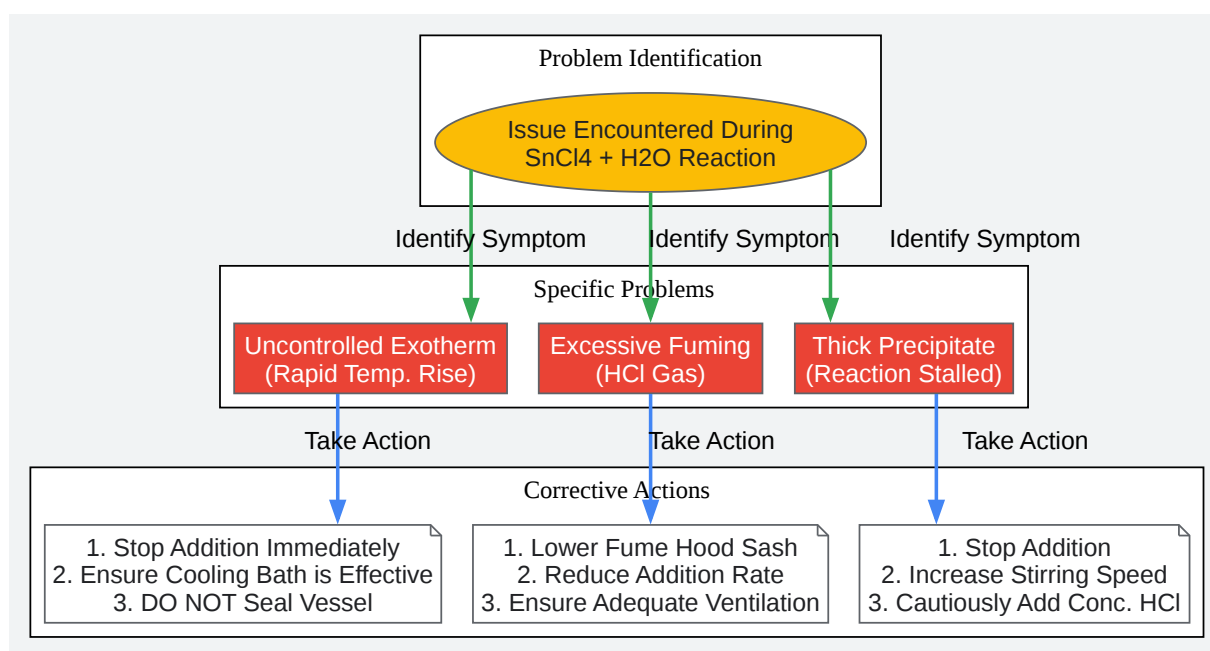 Problem Identification
Issue Encountered During
SnCl4 + H2O Reaction
Identify Symptom
Identify Symptom
Identify Symptom
Specific Problems
Uncontrolled Exotherm
(Rapid Temp. Rise)
Excessive Fuming
(HCl Gas)
Thick Precipitate
(Reaction Stalled)
Take Action
Take Action
Take Action
Corrective Actions
1. Stop Addition Immediately
2. Ensure Cooling Bath is Effective
3. DO NOT Seal Vessel
1. Lower Fume Hood Sash
2. Reduce Addition Rate
3. Ensure Adequate Ventilation
1. Stop Addition
2. Increase Stirring Speed
3. Cautiously Add Conc. HCl